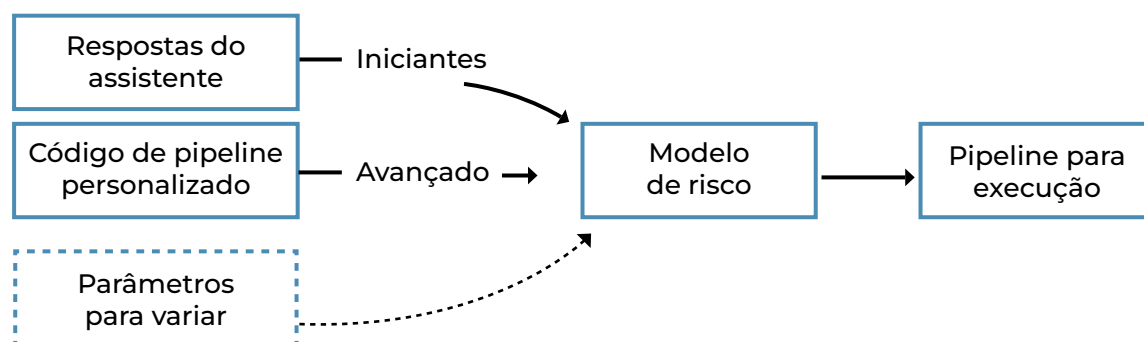 Respostas do
assistente
Iniciantes
Código de pipeline
personalizado
Avançado
Modelo
de risco
Pipeline para
execução
Parâmetros
para variar